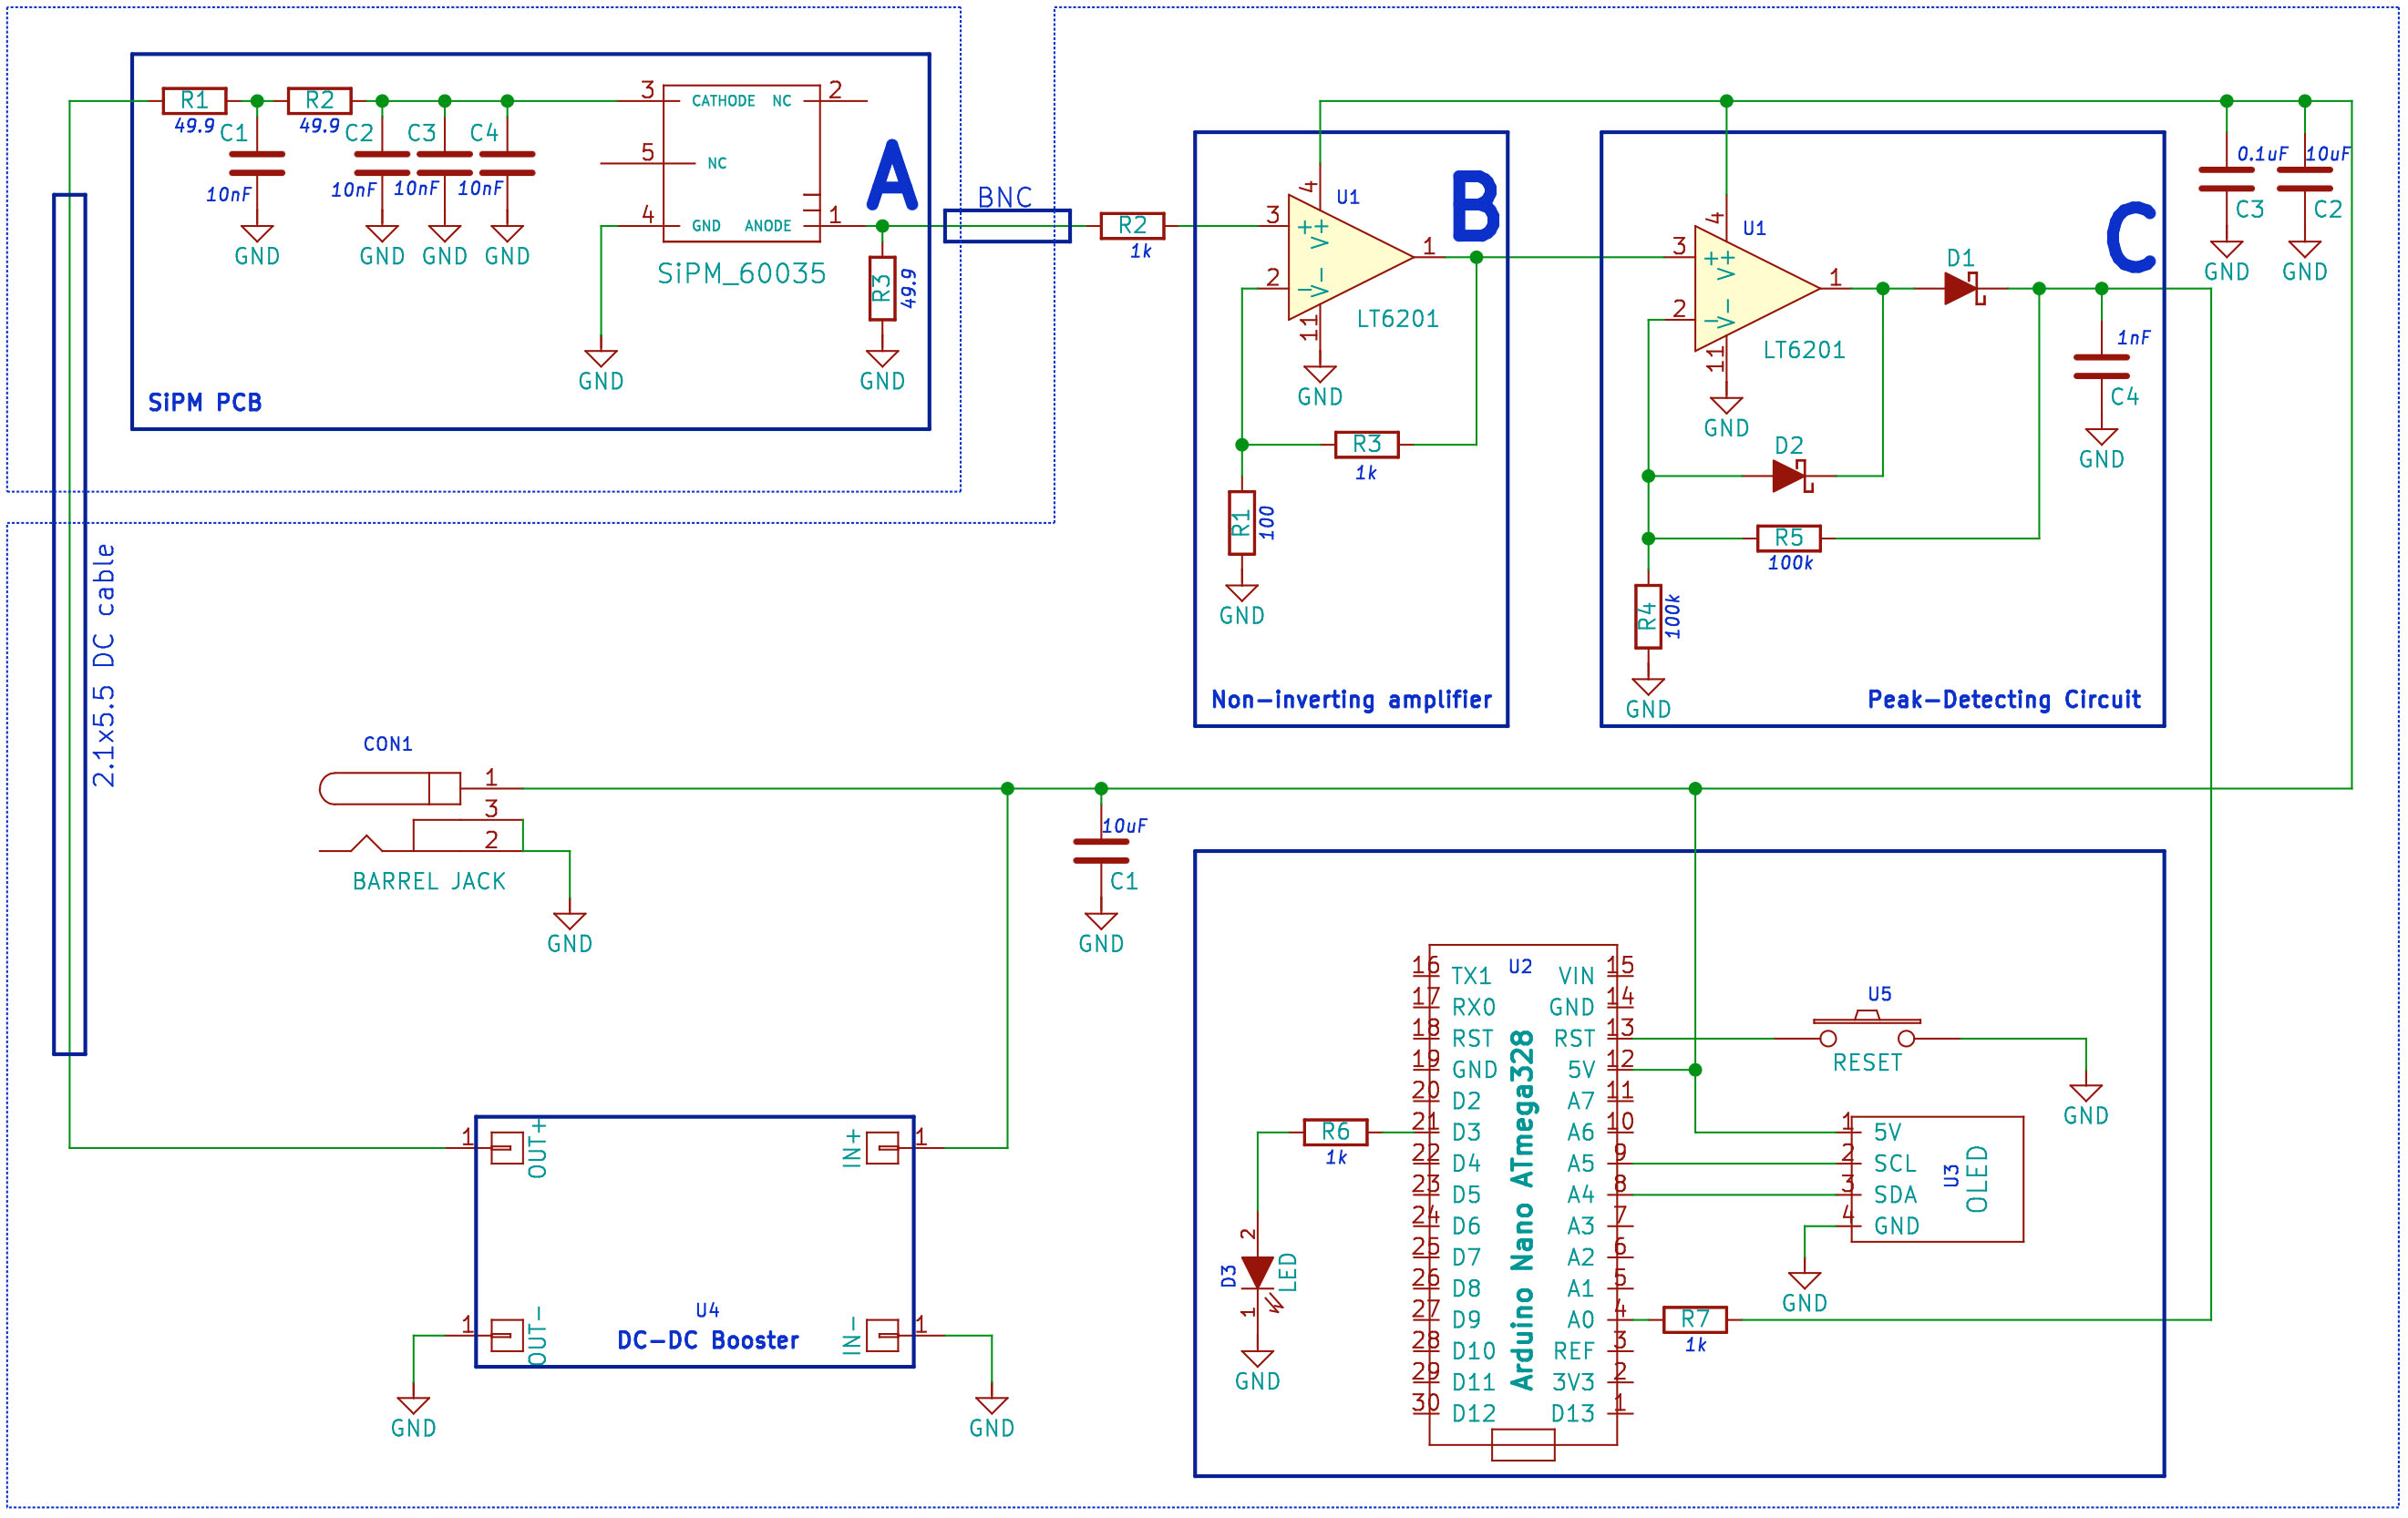 R1
49.9
C1
10nF
GND
R2
49.9
C2
10nF
GND
C3
10nF
GND
C4
10nF
GND
3
CATHODE
NC
2
5
NC
4
GND
ANODE
1
SiPM_60035
GND
A
R3
49.9
GND
SiPM PCB
BNC
R2
1k
U1
4
3
+
V+
2
−
V-
1
11
LT6201
GND
B
R3
1k
R1
100
GND
Non-inverting amplifier
U1
4
3
+
V+
2
−
V-
1
11
LT6201
GND
D1
C
D2
R5
100k
R4
100k
GND
1nF
C4
GND
Peak-Detecting Circuit
0.1uF
C3
GND
10uF
C2
GND
2.1x5.5 DC cable
CON1
1
3
2
BARREL JACK
GND
10uF
C1
GND
1
OUT+
IN+
1
1
OUT-
U4
DC-DC Booster
IN-
1
GND
GND
U2
Arduino Nano ATmega328
16 TX1
17 RX0
18 RST
19 GND
20 D2
21 D3
22 D4
23 D5
24 D6
25 D7
26 D8
27 D9
28 D10
29 D11
30 D12
VIN 15
GND 14
RST 13
5V 12
A7 11
A6 10
A5 9
A4 8
A3 7
A2 6
A1 5
A0 4
REF 3
3V3 2
D13 1
R6
1k
2
D3
LED
1
GND
U5
RESET
GND
1 5V
2 SCL
3 SDA
4 GND
U3
OLED
GND
R7
1k